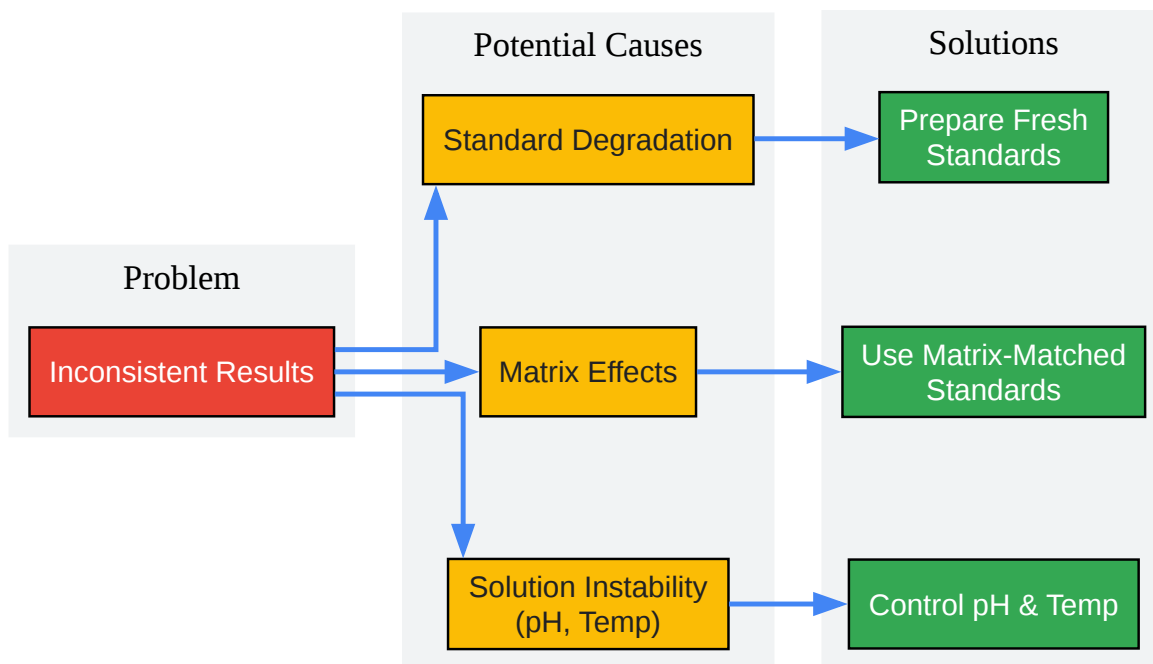 Problem
Inconsistent Results
Potential Causes
Standard Degradation
Matrix Effects
Solution Instability
(pH, Temp)
Solutions
Prepare Fresh
Standards
Use Matrix-Matched
Standards
Control pH & Temp